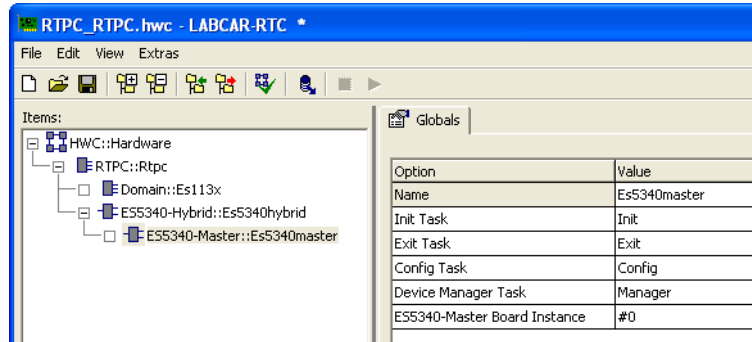 RTPC_RTPC.hwc - LABCAR-RTC *
File Edit View Extras
Items:
HWC::Hardware
RTPC::Rtpc
Domain::Es113x
ES5340-Hybrid::Es5340hybrid
ES5340-Master::Es5340master
Globals
Option Value
Name Es5340master
Init Task Init
Exit Task Exit
Config Task Config
Device Manager Task Manager
ES5340-Master Board Instance #0